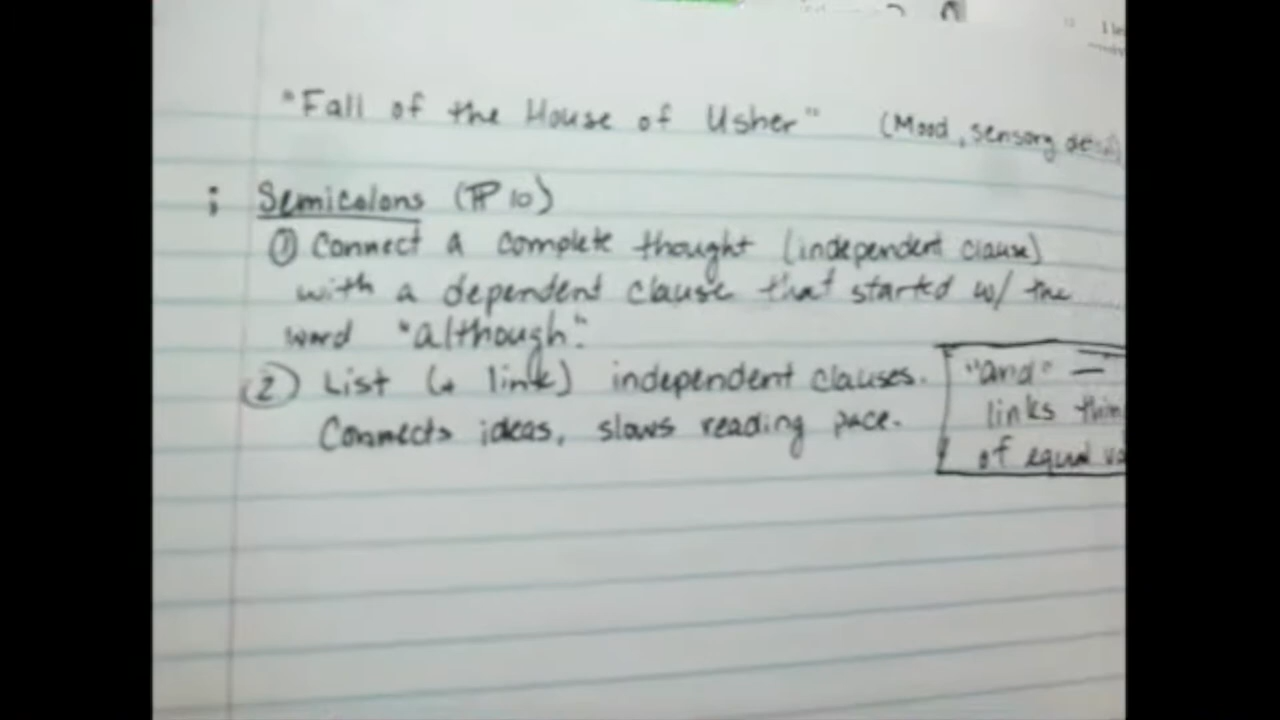 "Fall of the House of Usher" (Mood, sensory
; Semicolons (¶ 10)
① Connect a complete thought (independent clause)
with a dependent clause that started w/ the
word "although".
② List (+ link) independent clauses.
Connects ideas, slows reading pace.
"and" —
links
of equal